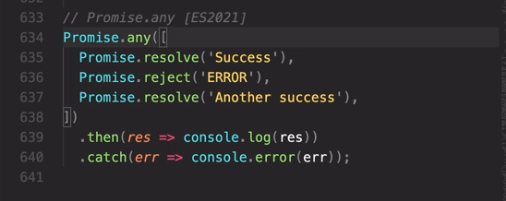 632
633 // Promise.any [ES2021]
634 Promise.any([
635 Promise.resolve('Success'),
636 Promise.reject('ERROR'),
637 Promise.resolve('Another success'),
638 ])
639 .then(res => console.log(res))
640 .catch(err => console.error(err));
641